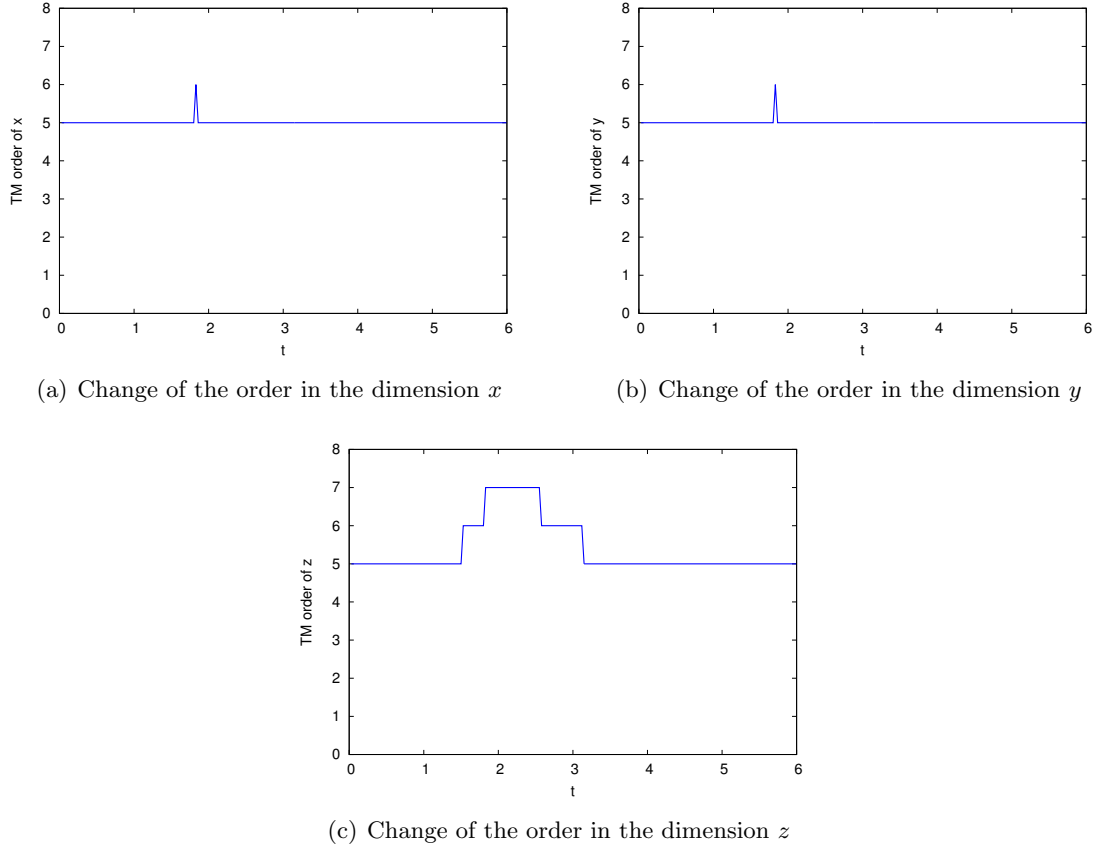 8
7
6
5
4
3
2
1
0
TM order of x
0 1 2 3 4 5 6
t
(a) Change of the order in the dimension x
8
7
6
5
4
3
2
1
0
TM order of y
0 1 2 3 4 5 6
t
(b) Change of the order in the dimension y
8
7
6
5
4
3
2
1
0
TM order of z
0 1 2 3 4 5 6
t
(c) Change of the order in the dimension z